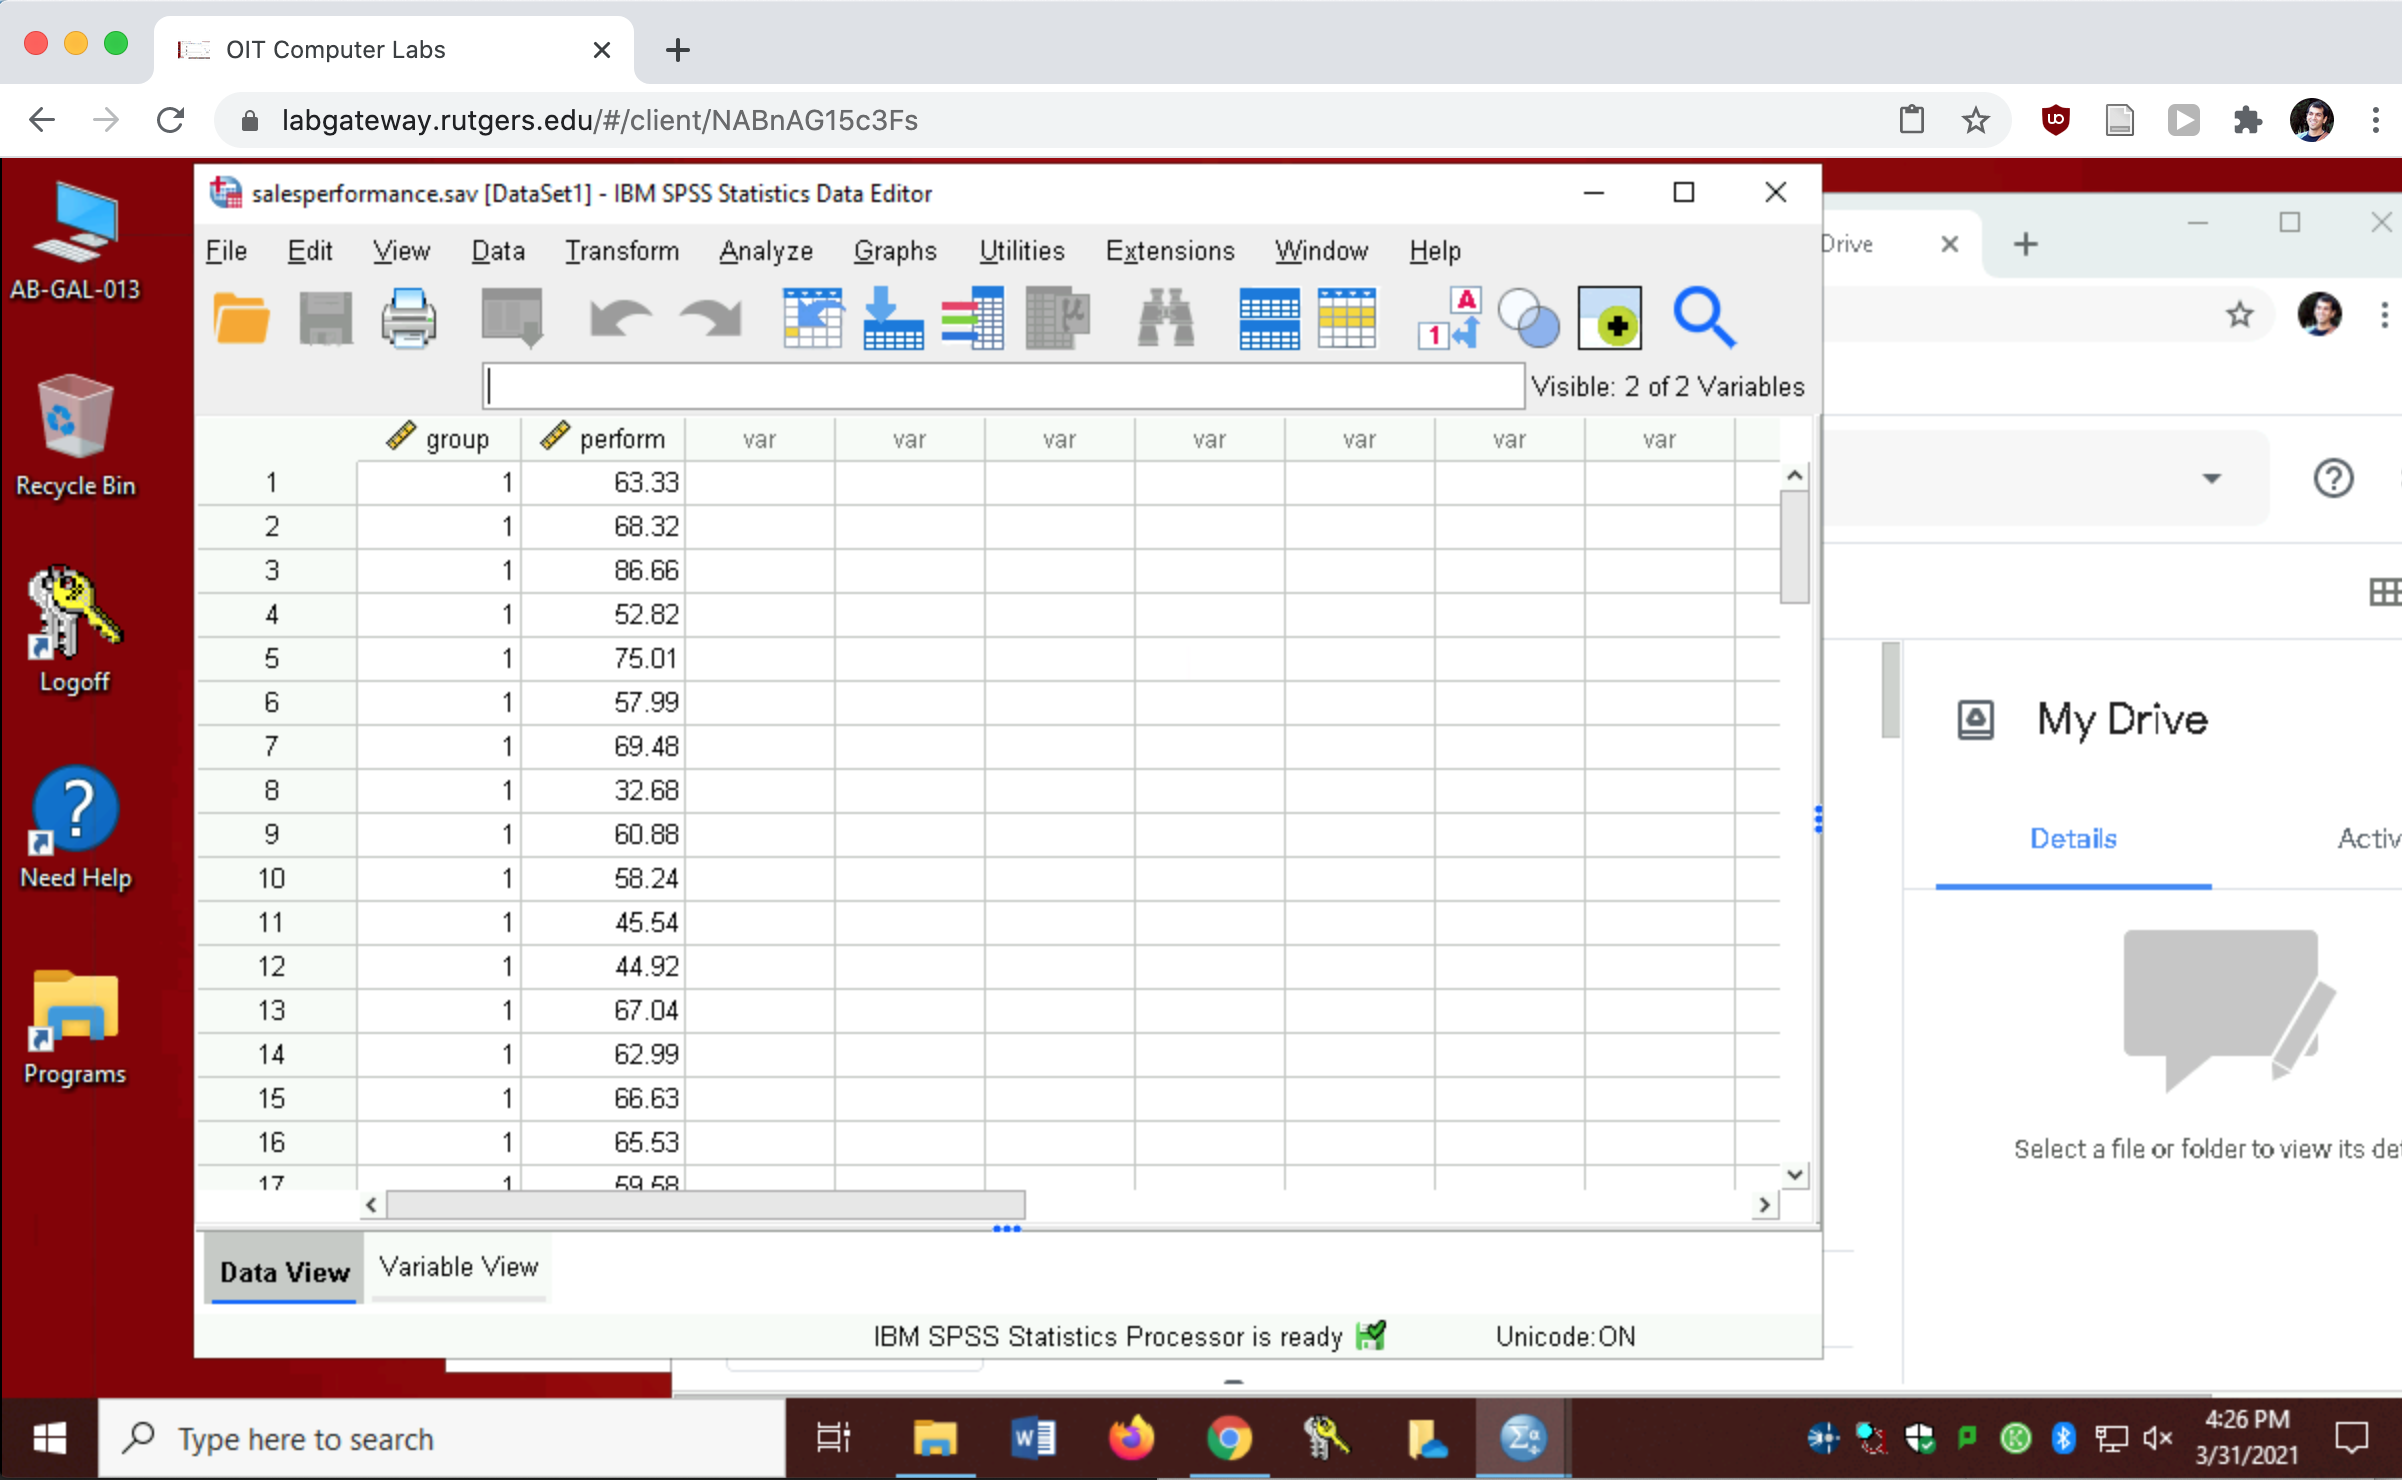 OIT Computer Labs
labgateway.rutgers.edu/#/client/NABnAG15c3Fs
AB-GAL-013
Recycle Bin
Logoff
Need Help
Programs
salesperformance.sav [DataSet1] - IBM SPSS Statistics Data Editor
File Edit View Data Transform Analyze Graphs Utilities Extensions Window Help
Visible: 2 of 2 Variables
group perform var var var var var var var
1 1 63.33
2 1 68.32
3 1 86.66
4 1 52.82
5 1 75.01
6 1 57.99
7 1 69.48
8 1 32.68
9 1 60.88
10 1 58.24
11 1 45.54
12 1 44.92
13 1 67.04
14 1 62.99
15 1 66.63
16 1 65.53
17 1 59.58
Data View Variable View
IBM SPSS Statistics Processor is ready Unicode:ON
Drive
My Drive
Details Activ
Select a file or folder to view its det
Type here to search
4:26 PM
3/31/2021